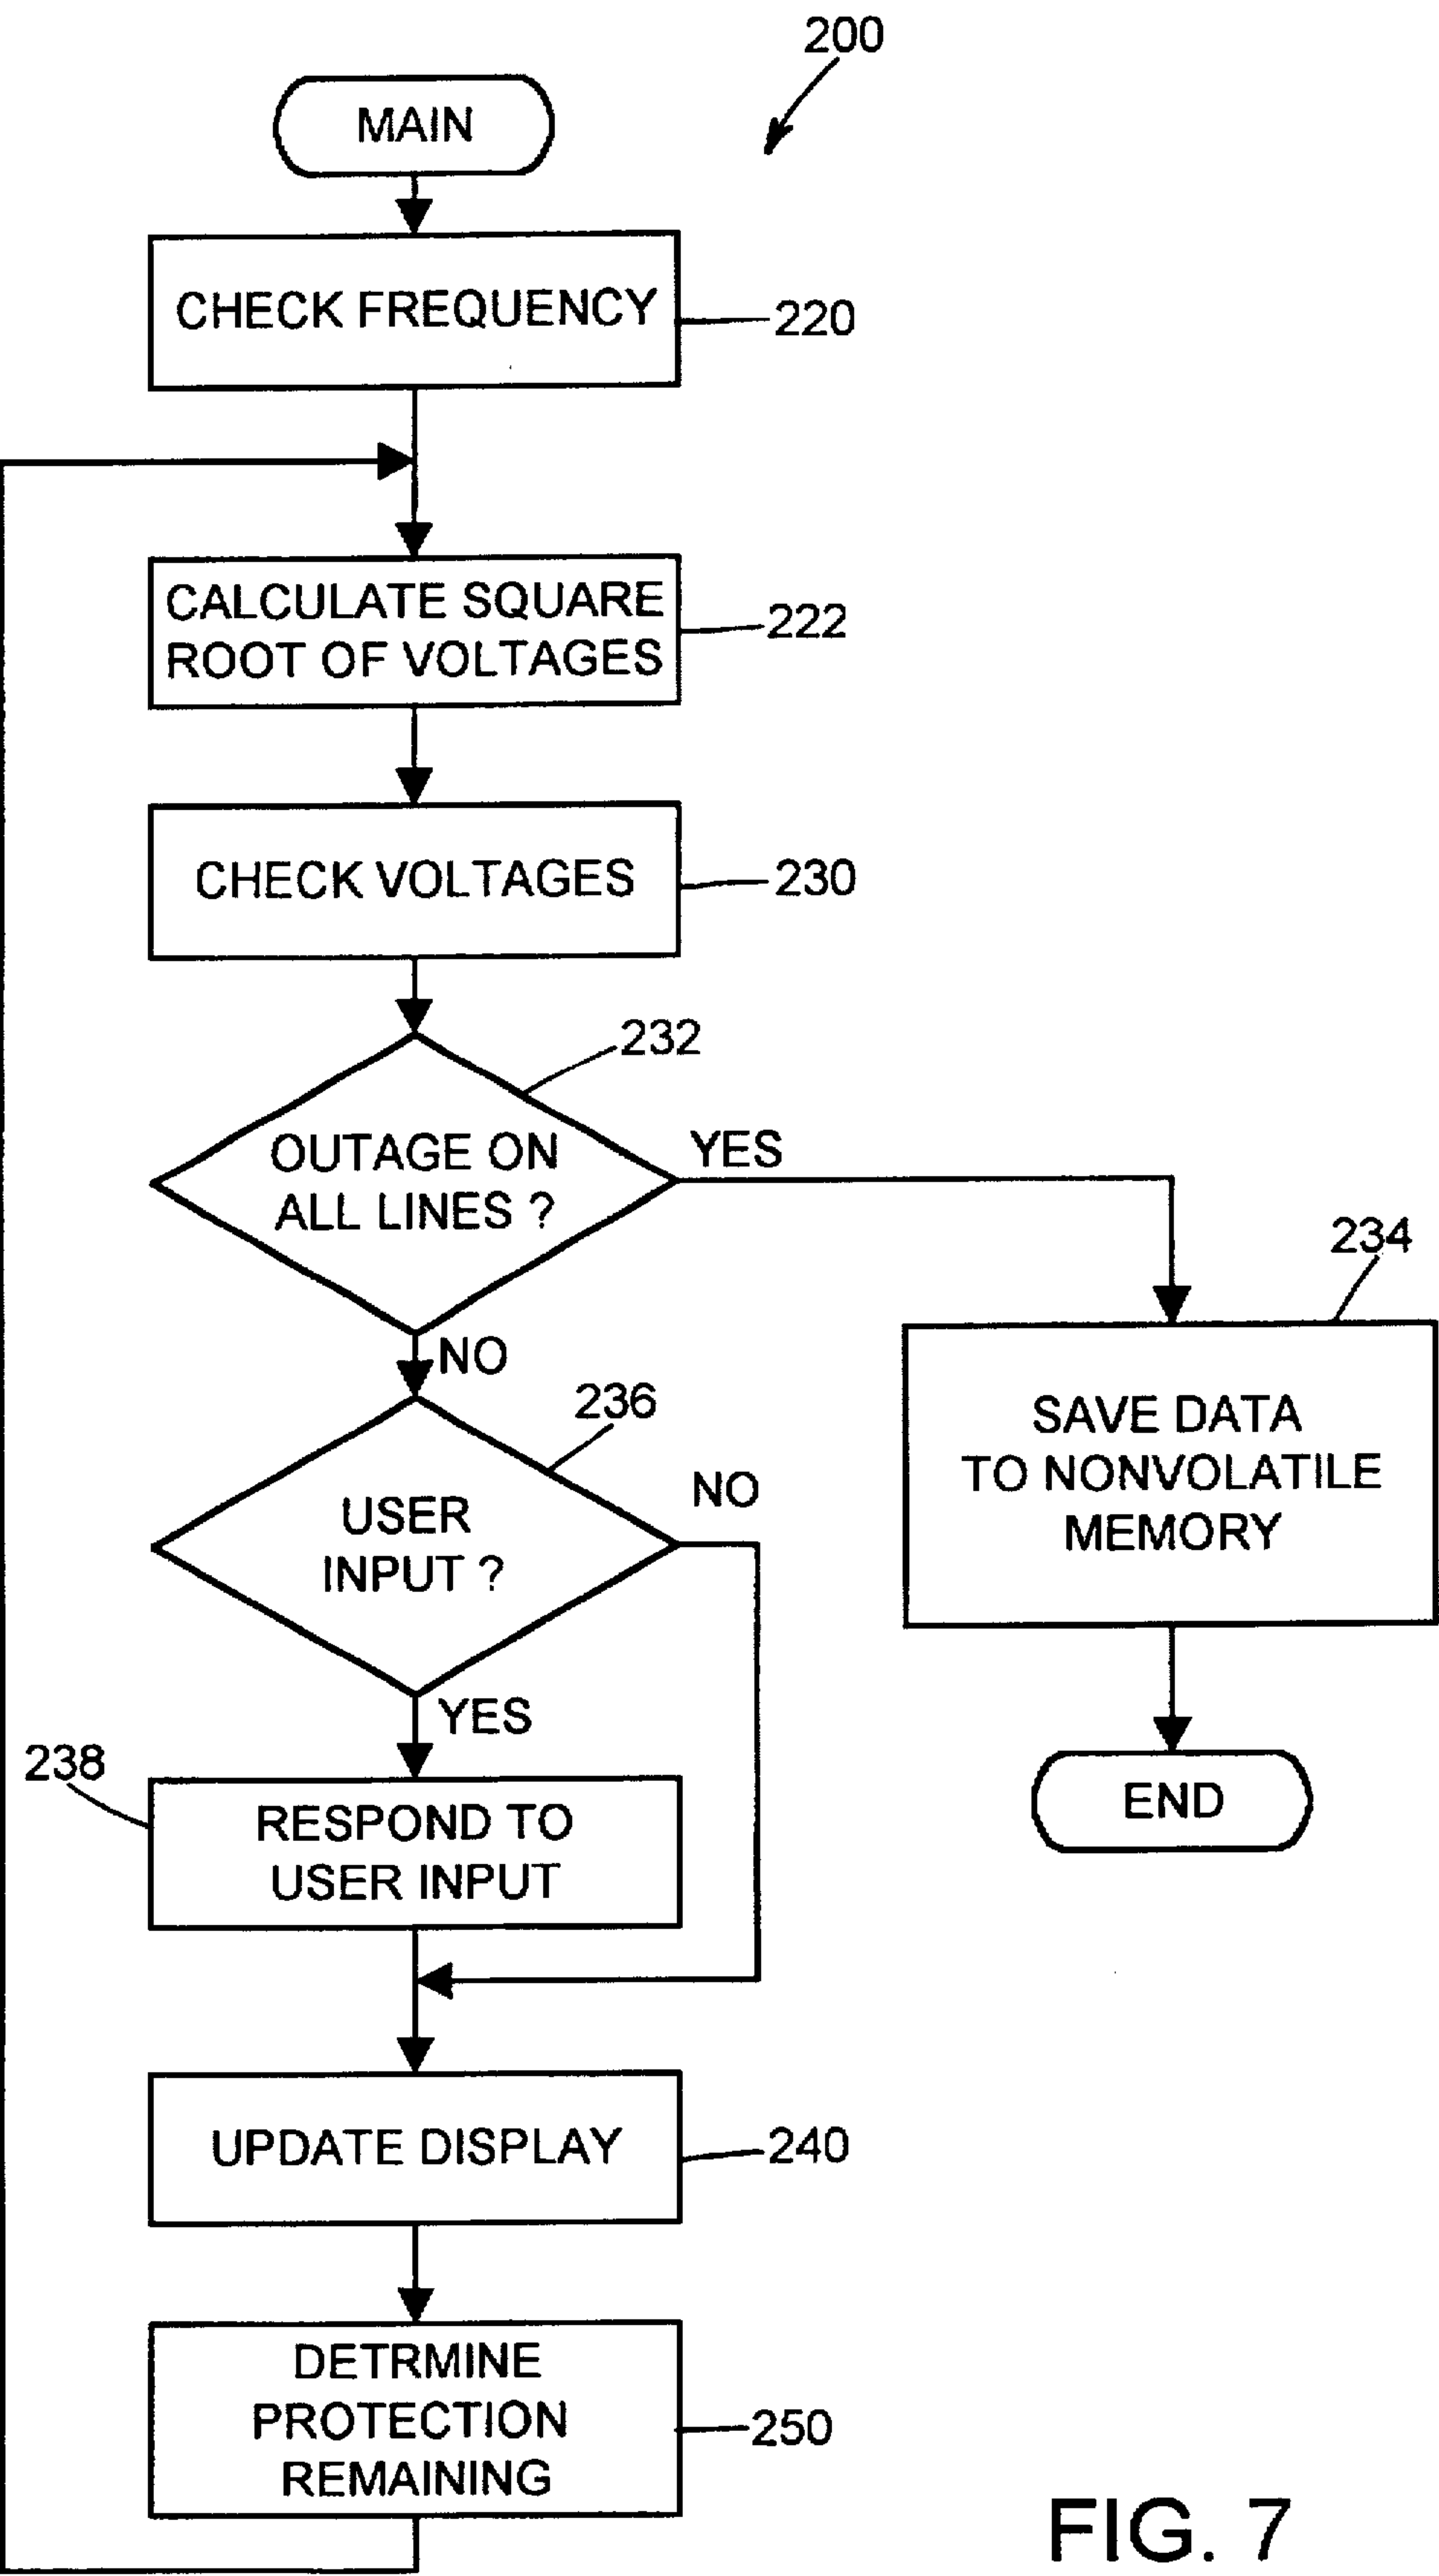 200
MAIN
CHECK FREQUENCY
220
CALCULATE SQUARE
ROOT OF VOLTAGES
222
CHECK VOLTAGES
230
232
OUTAGE ON
ALL LINES ?
YES
234
SAVE DATA
TO NONVOLATILE
MEMORY
END
NO
236
USER
INPUT ?
NO
YES
238
RESPOND TO
USER INPUT
UPDATE DISPLAY
240
DETRMINE
PROTECTION
REMAINING
250
FIG. 7